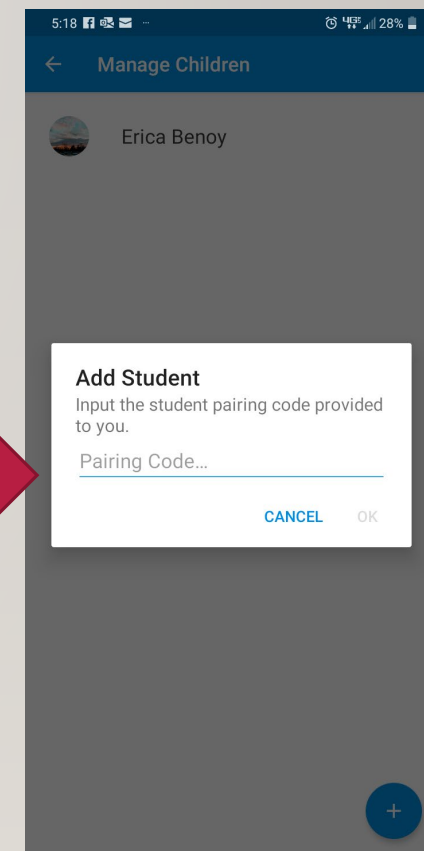 5:18 ... 4GE 28%
Manage Children
Erica Benoy
Add Student
Input the student pairing code provided
to you.
Pairing Code...
CANCEL OK
+